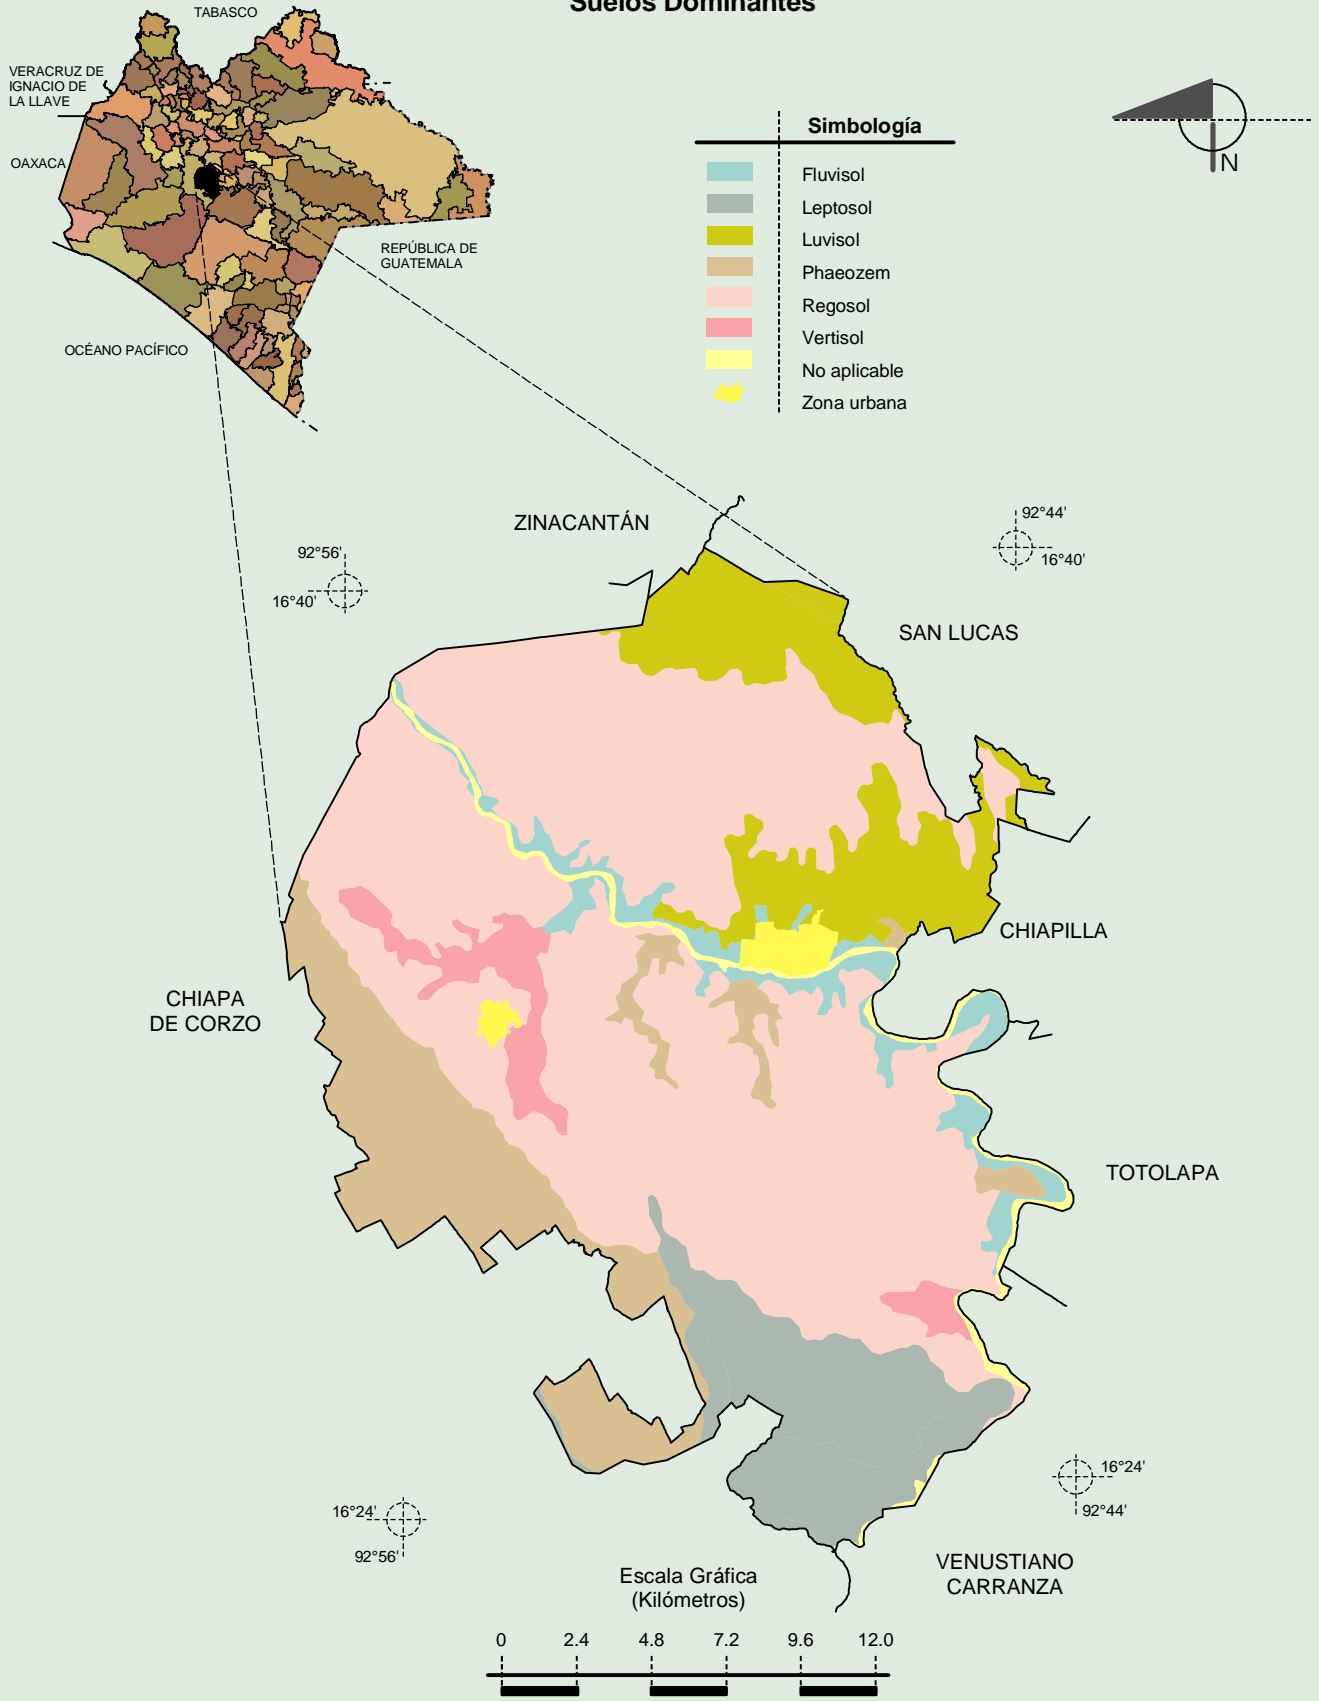 Suelos Dominantes
TABASCO
VERACRUZ DE
IGNACIO DE
LA LLAVE
OAXACA
REPÚBLICA DE
GUATEMALA
OCÉANO PACÍFICO
Simbología
Fluvisol
Leptosol
Luvisol
Phaeozem
Regosol
Vertisol
No aplicable
Zona urbana
N
ZINACANTÁN
92°44'
16°40'
92°56'
16°40'
SAN LUCAS
CHIAPILLA
CHIAPA
DE CORZO
TOTOLAPA
16°24'
92°44'
16°24'
92°56'
VENUSTIANO
CARRANZA
Escala Gráfica
(Kilómetros)
0 2.4 4.8 7.2 9.6 12.0